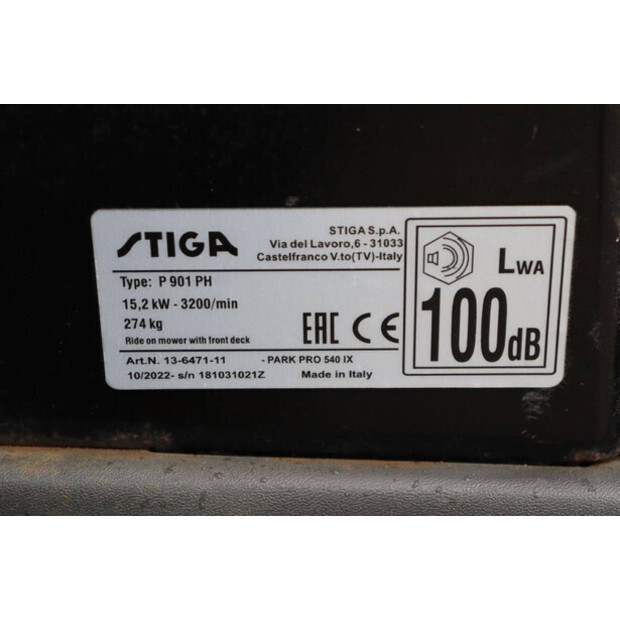 STIGA
STIGA S.p.A.
Via del Lavoro,6 - 31033
Castelfranco V.to(TV)-Italy
Type: P 901 PH
15,2 kW - 3200/min
274 kg
Ride on mower with front deck
EAC CE
Art.N. 13-6471-11 - PARK PRO 540 IX
10/2022- s/n 181031021Z Made in Italy
LWA
100dB